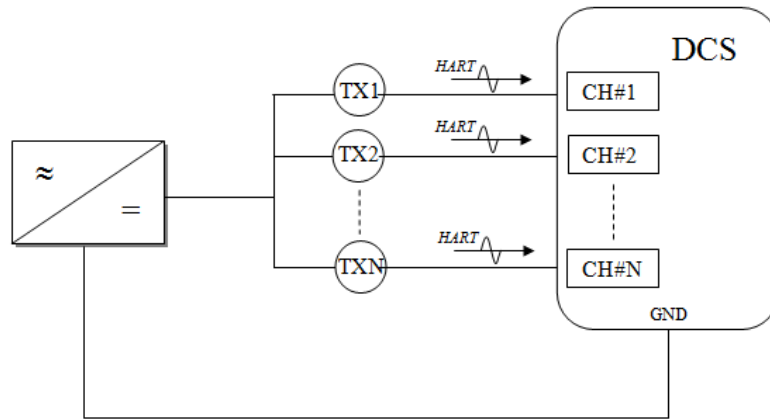 DCS
HART
TX1
CH#1
HART
TX2
CH#2
≈
=
HART
TXN
CH#N
GND